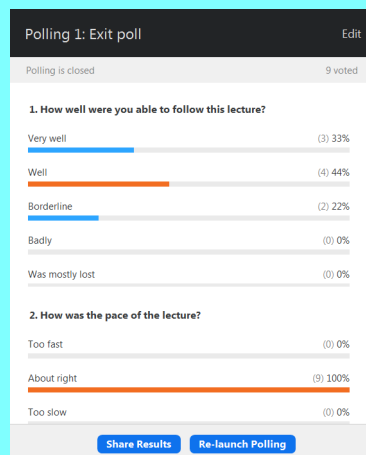 Polling 1: Exit poll Edit
Polling is closed 9 voted
1. How well were you able to follow this lecture?
Very well (3) 33%
Well (4) 44%
Borderline (2) 22%
Badly (0) 0%
Was mostly lost (0) 0%
2. How was the pace of the lecture?
Too fast (0) 0%
About right (9) 100%
Too slow (0) 0%
Share Results Re-launch Polling